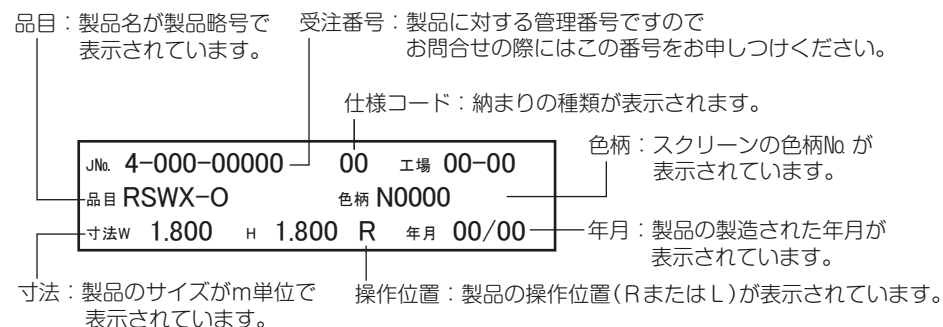 品目：製品名が製品略号で
表示されています。
受注番号：製品に対する管理番号ですので
お問合せの際にはこの番号をお申しつけください。
仕様コード：納まりの種類が表示されます。
色柄：スクリーンの色柄No.が
表示されています。
J No. 4-000-00000 00 工場 00-00
品目 RSWX-O 色柄 N0000
寸法W 1.800 H 1.800 R 年月 00/00
年月：製品の製造された年月が
表示されています。
寸法：製品のサイズがm単位で
表示されています。
操作位置：製品の操作位置(RまたはL)が表示されています。